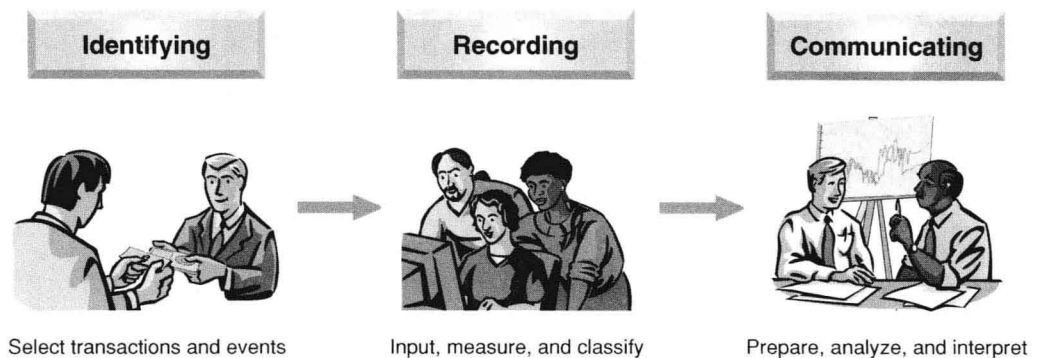 Identifying
Recording
Communicating
Select transactions and events
Input, measure, and classify
Prepare, analyze, and interpret